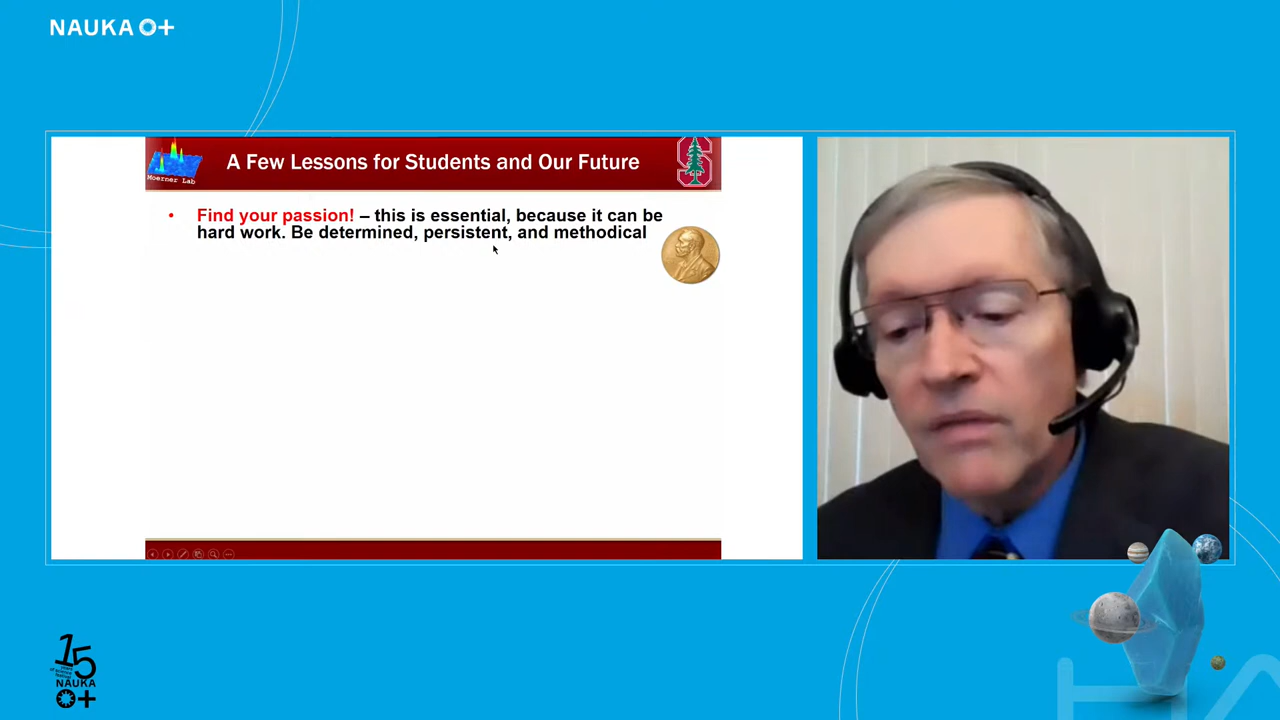 NAUKA 0+
Moerner Lab
A Few Lessons for Students and Our Future
S
• Find your passion! – this is essential, because it can be
hard work. Be determined, persistent, and methodical
15
NAUKA
0+